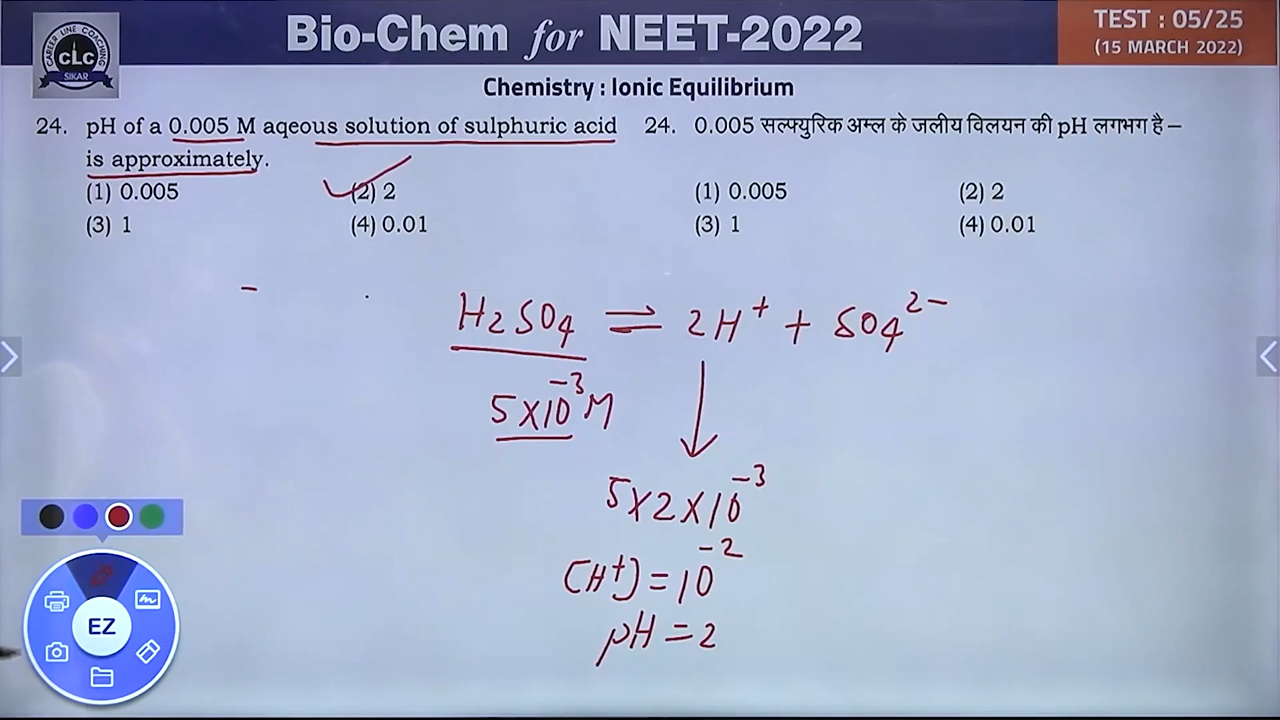 CAREER LINE COACHING
CLC
SIKAR
Bio-Chem for NEET-2022
TEST : 05/25
(15 MARCH 2022)
Chemistry : Ionic Equilibrium
24. pH of a 0.005 M aqeous solution of sulphuric acid
is approximately.
(1) 0.005 (2) 2
(3) 1 (4) 0.01
24. 0.005 सल्फ्युरिक अम्ल के जलीय विलयन की pH लगभग है –
(1) 0.005 (2) 2
(3) 1 (4) 0.01
H₂SO₄ ⇌ 2H⁺ + SO₄²⁻
5×10⁻³ M
5×2×10⁻³
(H⁺) = 10⁻²
pH = 2
EZ